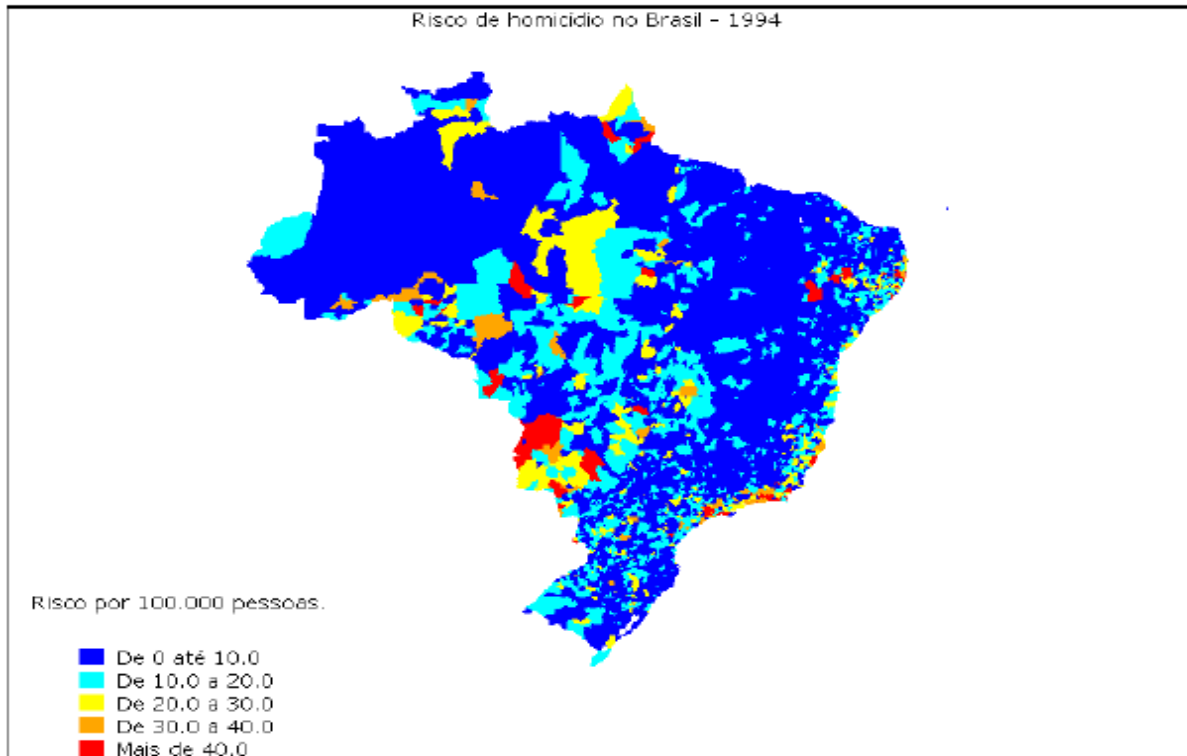 Risco de homicídio no Brasil - 1994
Risco por 100.000 pessoas.
De 0 até 10.0
De 10.0 a 20.0
De 20.0 a 30.0
De 30.0 a 40.0
Mais de 40.0